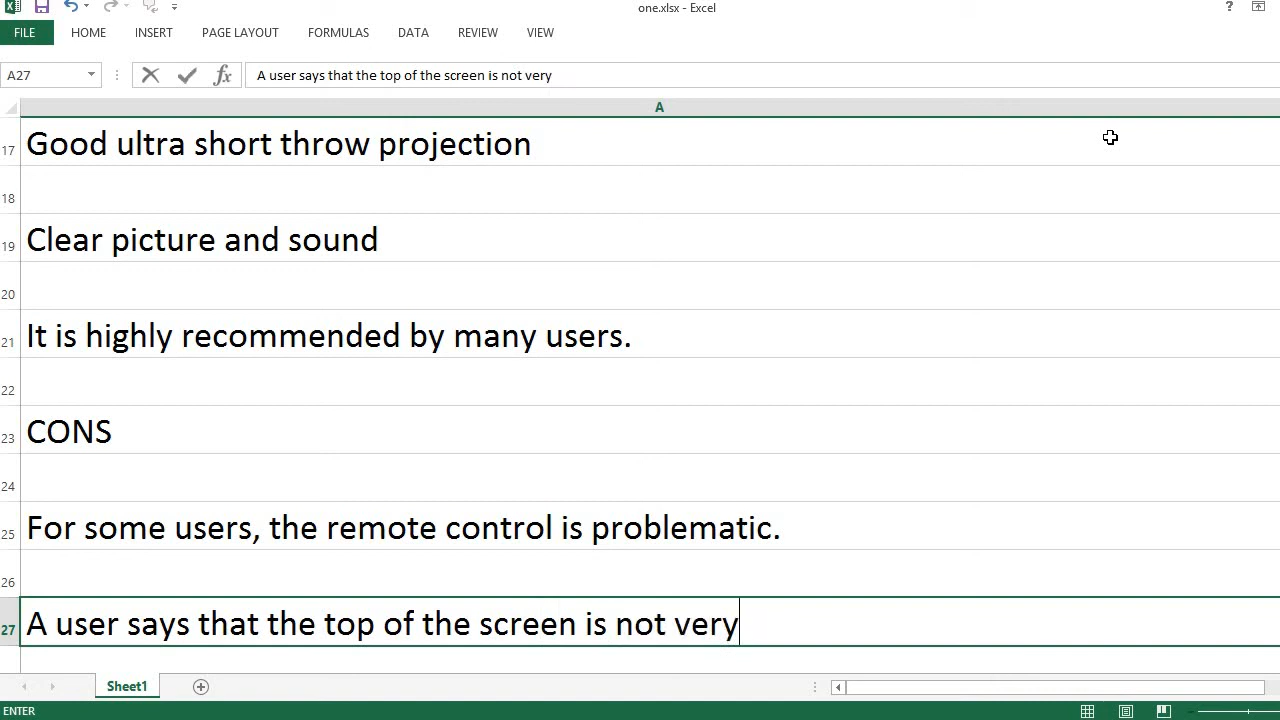 one.xlsx - Excel
?
FILE HOME INSERT PAGE LAYOUT FORMULAS DATA REVIEW VIEW
A27 fx A user says that the top of the screen is not very
A
17 Good ultra short throw projection
18
19 Clear picture and sound
20
21 It is highly recommended by many users.
22
23 CONS
24
25 For some users, the remote control is problematic.
26
27 A user says that the top of the screen is not very
Sheet1
ENTER